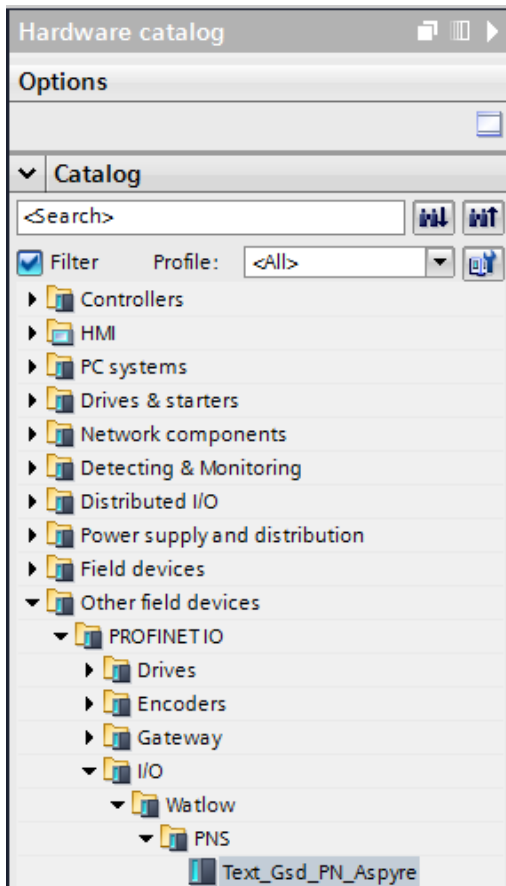 Hardware catalog
Options
Catalog
<Search>
Filter Profile: <All>
Controllers
HMI
PC systems
Drives & starters
Network components
Detecting & Monitoring
Distributed I/O
Power supply and distribution
Field devices
Other field devices
PROFINET IO
Drives
Encoders
Gateway
I/O
Watlow
PNS
Text_Gsd_PN_Aspyre